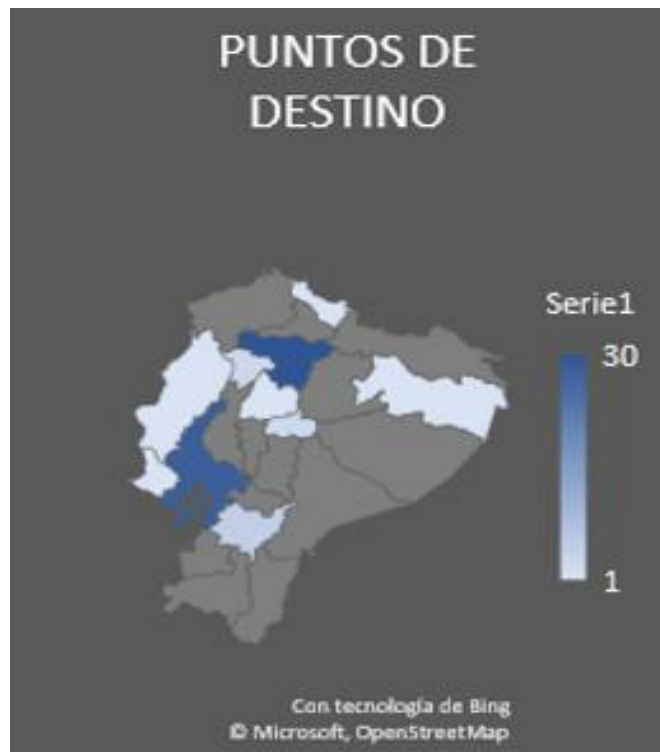 PUNTOS DE
DESTINO
Serie1
30
1
Con tecnología de Bing
© Microsoft, OpenStreetMap